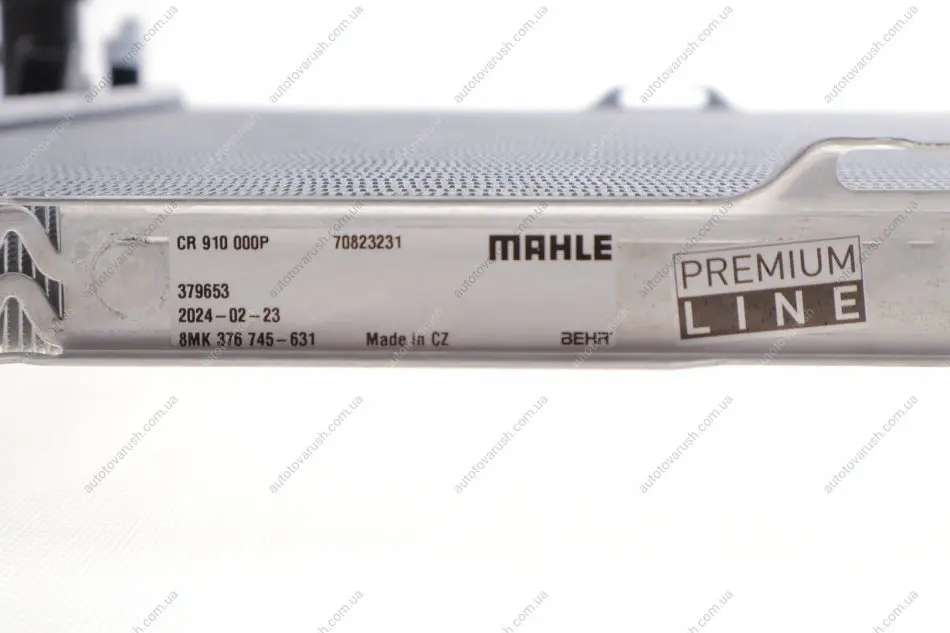 CR 910 000P 70823231 MAHLE
379653
2024-02-23
8MK 376 745-631 Made in CZ BEHR
PREMIUM
LINE
autotovarush.com.ua